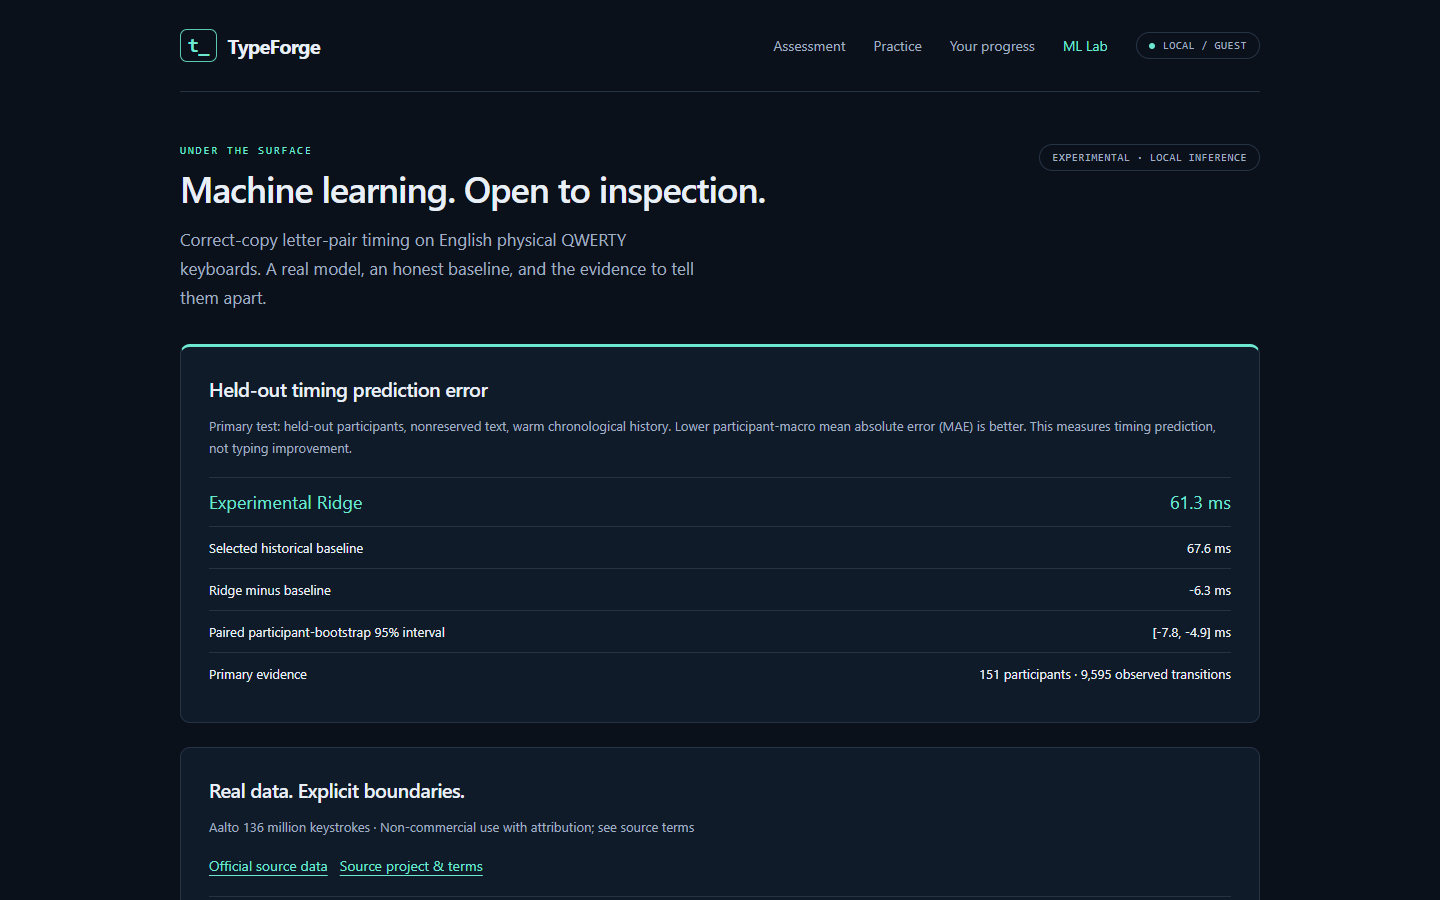 t_ TypeForge
Assessment Practice Your progress ML Lab LOCAL / GUEST
UNDER THE SURFACE
EXPERIMENTAL · LOCAL INFERENCE
Machine learning. Open to inspection.
Correct-copy letter-pair timing on English physical QWERTY
keyboards. A real model, an honest baseline, and the evidence to tell
them apart.
Held-out timing prediction error
Primary test: held-out participants, nonreserved text, warm chronological history. Lower participant-macro mean absolute error (MAE) is better. This measures timing prediction,
not typing improvement.
Experimental Ridge 61.3 ms
Selected historical baseline 67.6 ms
Ridge minus baseline -6.3 ms
Paired participant-bootstrap 95% interval [-7.8, -4.9] ms
Primary evidence 151 participants · 9,595 observed transitions
Real data. Explicit boundaries.
Aalto 136 million keystrokes · Non-commercial use with attribution; see source terms
Official source data Source project & terms